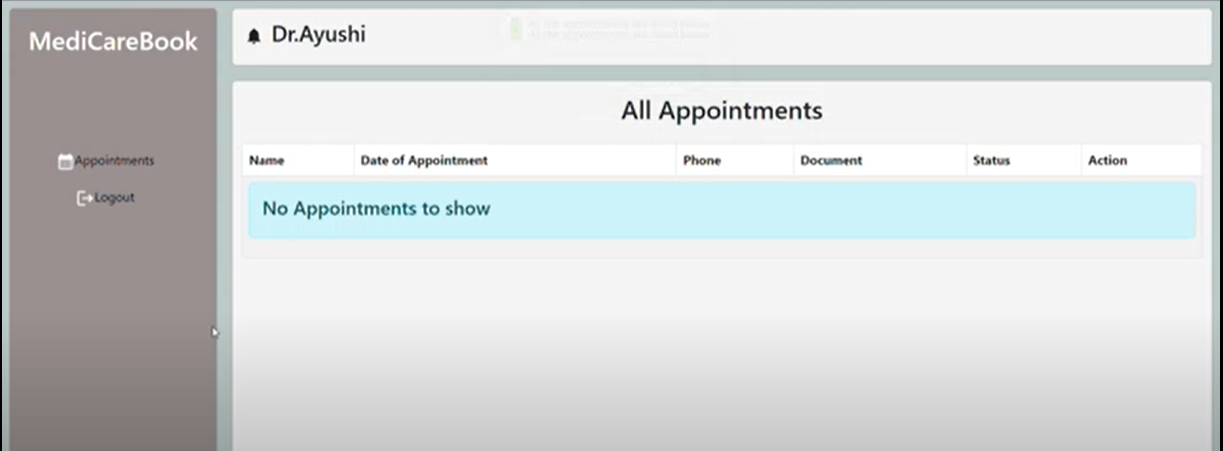 MediCareBook
Dr.Ayushi
Appointments
Logout
All Appointments
Name Date of Appointment Phone Document Status Action
No Appointments to show